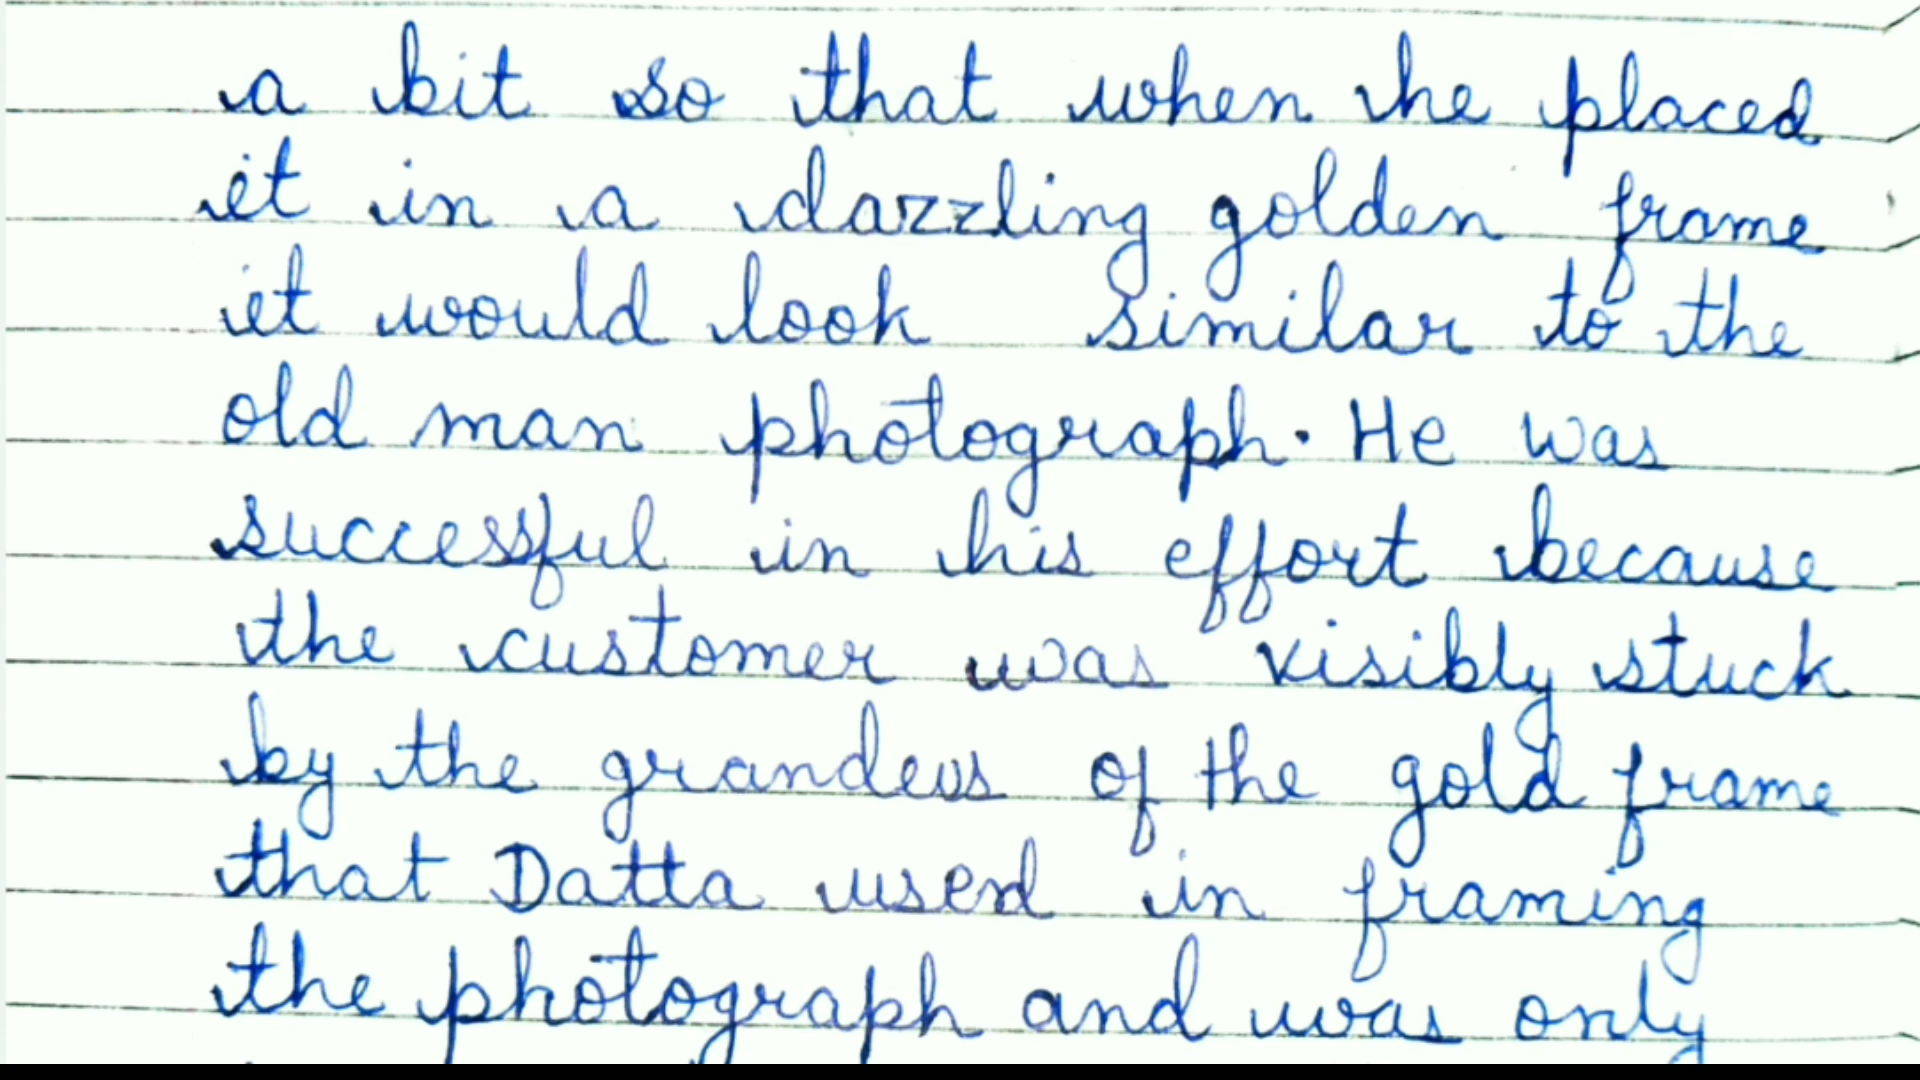 a bit so that when he placed
it in a dazzling golden frame
it would look similar to the
old man photograph. He was
successful in his effort because
the customer was visibly stuck
by the grandeus of the gold frame
that Datta used in framing
the photograph and was only